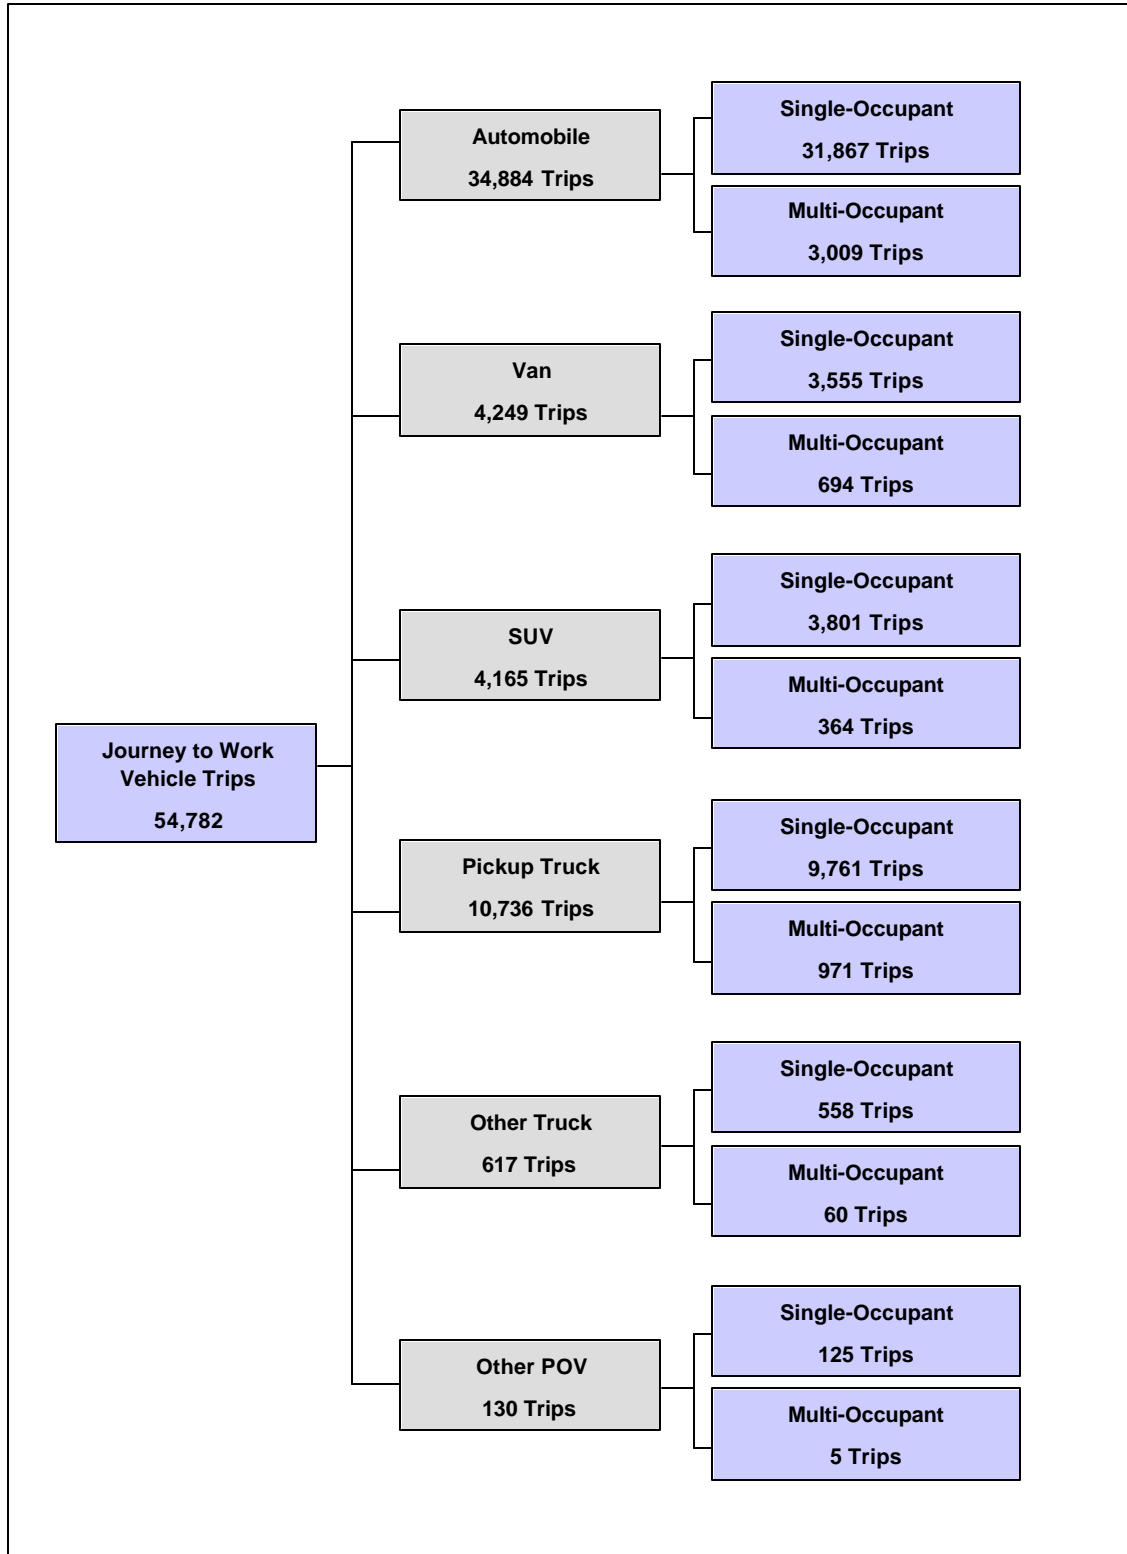 Journey to Work
Vehicle Trips
54,782
Automobile
34,884 Trips
Single-Occupant
31,867 Trips
Multi-Occupant
3,009 Trips
Van
4,249 Trips
Single-Occupant
3,555 Trips
Multi-Occupant
694 Trips
SUV
4,165 Trips
Single-Occupant
3,801 Trips
Multi-Occupant
364 Trips
Pickup Truck
10,736 Trips
Single-Occupant
9,761 Trips
Multi-Occupant
971 Trips
Other Truck
617 Trips
Single-Occupant
558 Trips
Multi-Occupant
60 Trips
Other POV
130 Trips
Single-Occupant
125 Trips
Multi-Occupant
5 Trips